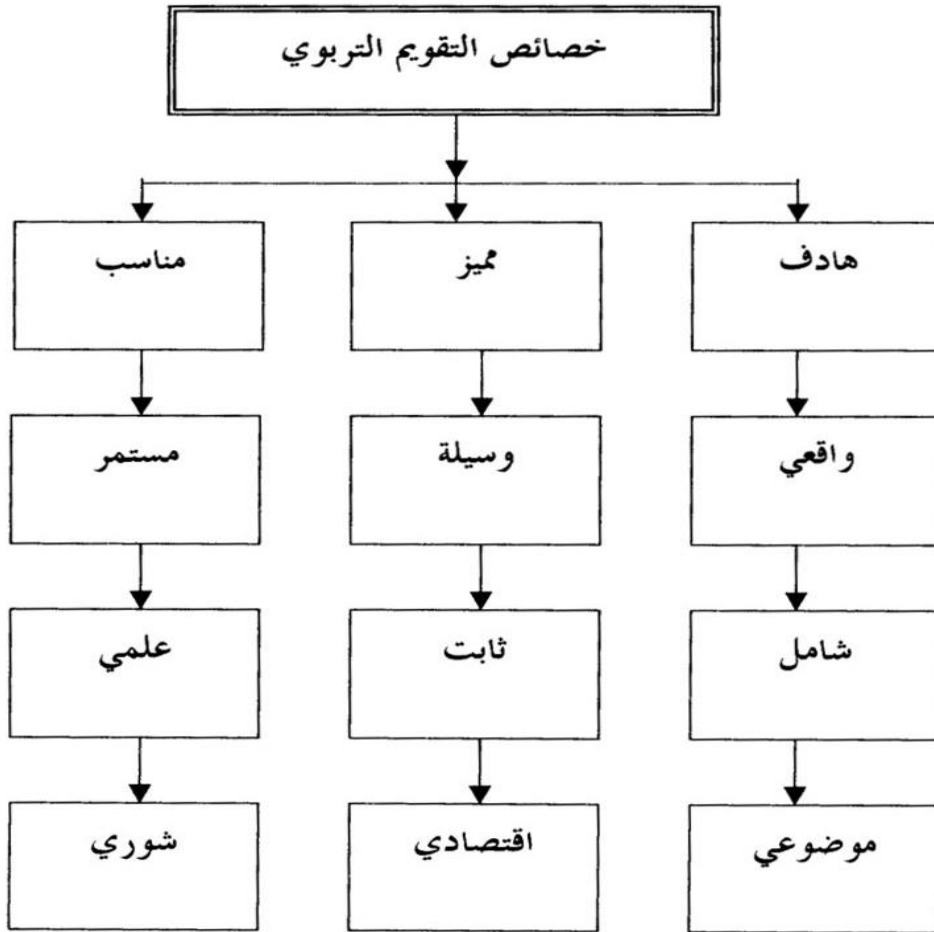 خصائص التقويم التربوي
هادف
مميز
مناسب
واقعي
وسيلة
مستمر
شامل
ثابت
علمي
موضوعي
اقتصادي
شوري